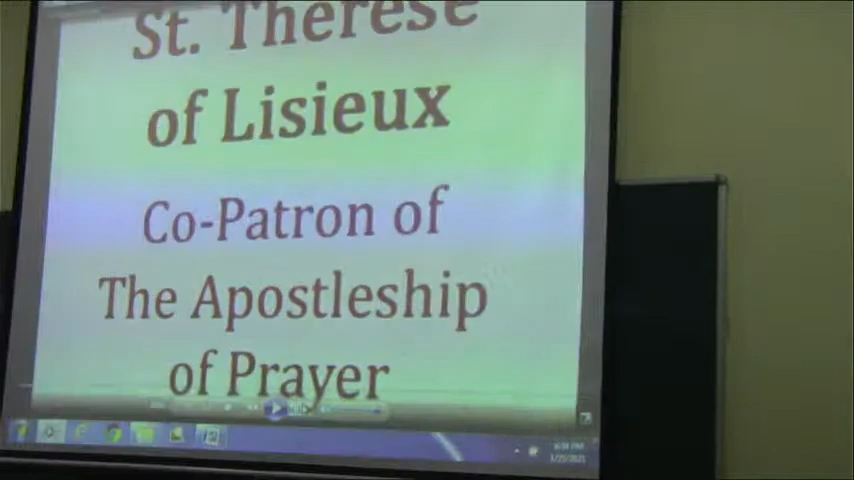 St. Therese
of Lisieux
Co-Patron of
The Apostleship
of Prayer